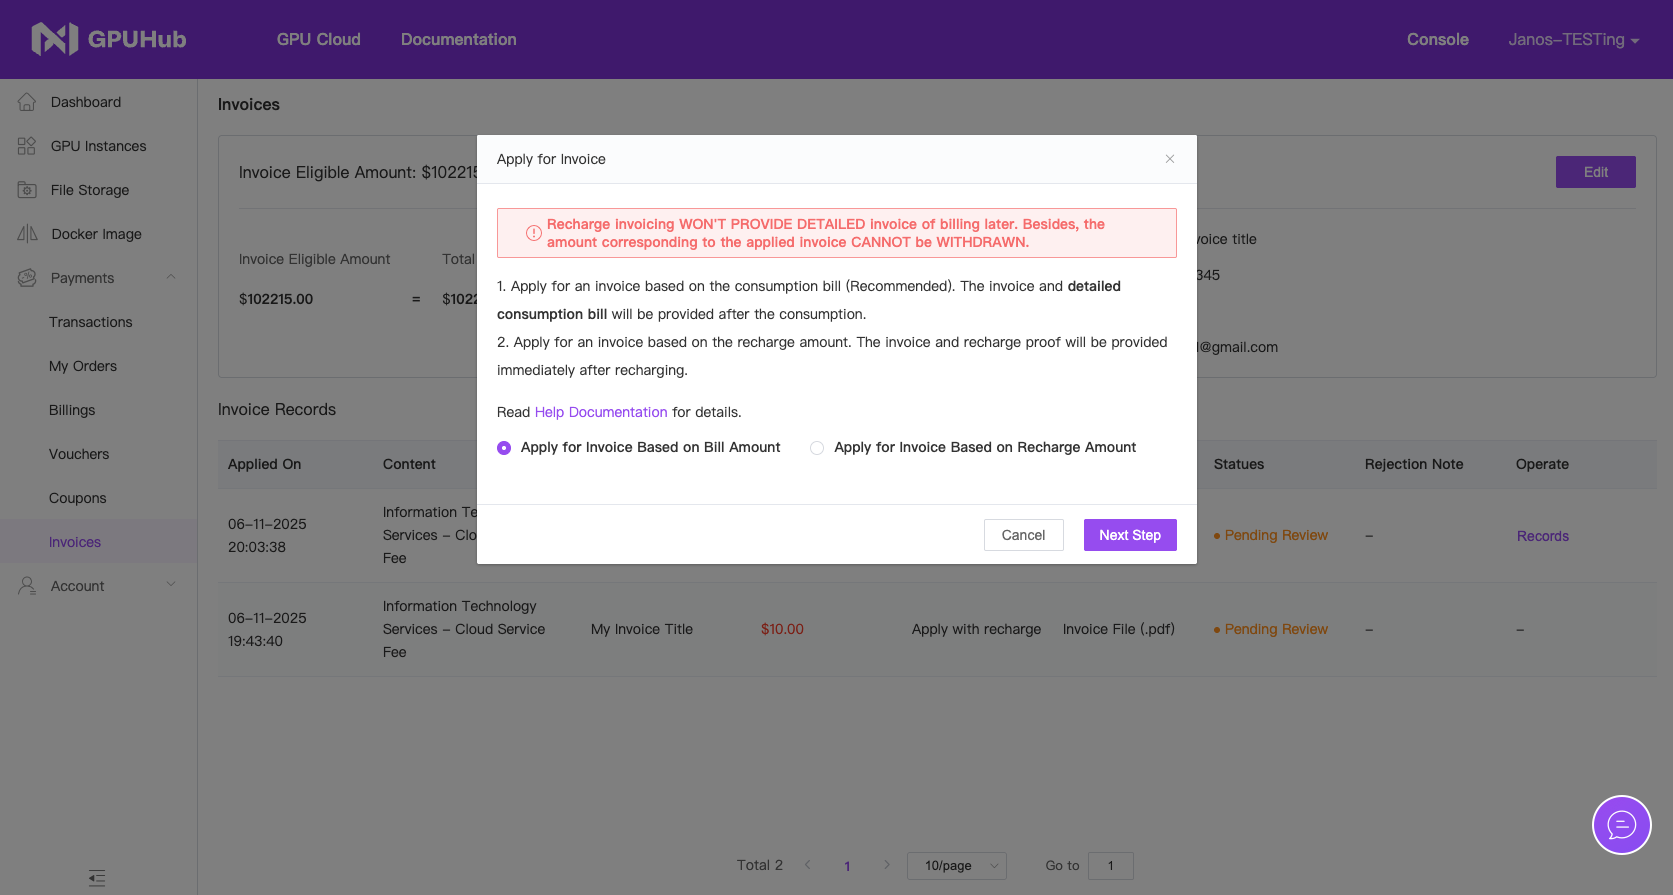 GPUHub
GPU Cloud
Documentation
Console
Janos-TESTing
Dashboard
GPU Instances
File Storage
Docker Image
Payments
Transactions
My Orders
Billings
Vouchers
Coupons
Invoices
Account
Invoices
Invoice Eligible Amount: $10221
Edit
Invoice Eligible Amount
Total
$102215.00
=
title
345
@gmail.com
Apply for Invoice
Recharge invoicing WON'T PROVIDE DETAILED invoice of billing later. Besides, the
amount corresponding to the applied invoice CANNOT be WITHDRAWN.
1. Apply for an invoice based on the consumption bill (Recommended). The invoice and detailed
consumption bill will be provided after the consumption.
2. Apply for an invoice based on the recharge amount. The invoice and recharge proof will be provided
immediately after recharging.
Read Help Documentation for details.
Apply for Invoice Based on Bill Amount
Apply for Invoice Based on Recharge Amount
Cancel
Next Step
Invoice Records
Applied On
Content
Statues
Rejection Note
Operate
06-11-2025
20:03:38
Information
Services - 
Fee
Pending Review
-
Records
06-11-2025
19:43:40
Information Technology
Services - Cloud Service
Fee
My Invoice Title
$10.00
Apply with recharge
Invoice File (.pdf)
Pending Review
-
-
Total 2
1
10/page
Go to
1